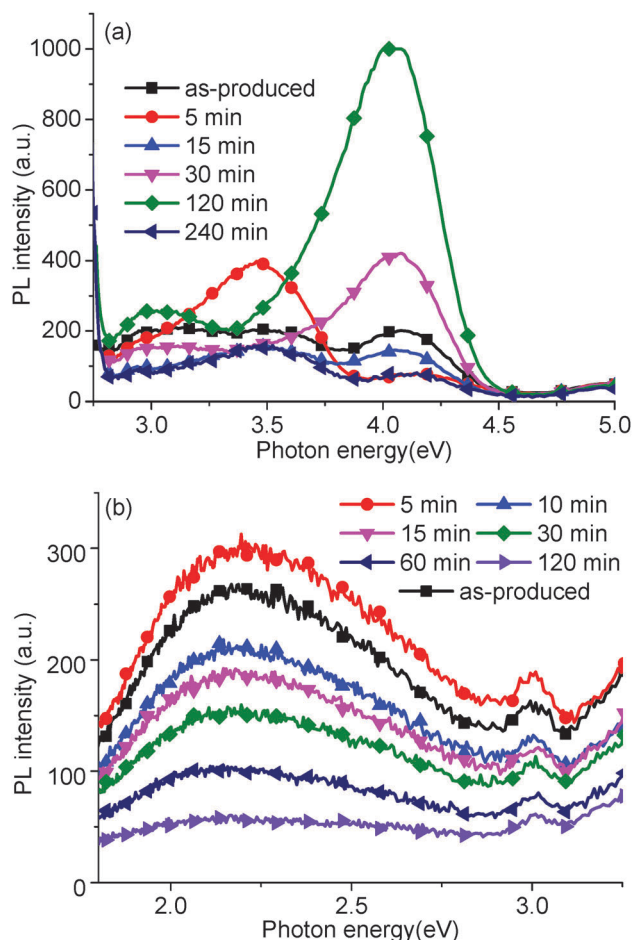 (a)
PL intensity (a.u.)
1000
800
600
400
200
0
as-produced
5 min
15 min
30 min
120 min
240 min
3.0 3.5 4.0 4.5 5.0
Photon energy(eV)
(b)
PL intensity (a.u.)
300
200
100
0
5 min 10 min
15 min 30 min
60 min 120 min
as-produced
2.0 2.5 3.0
Photon energy(eV)